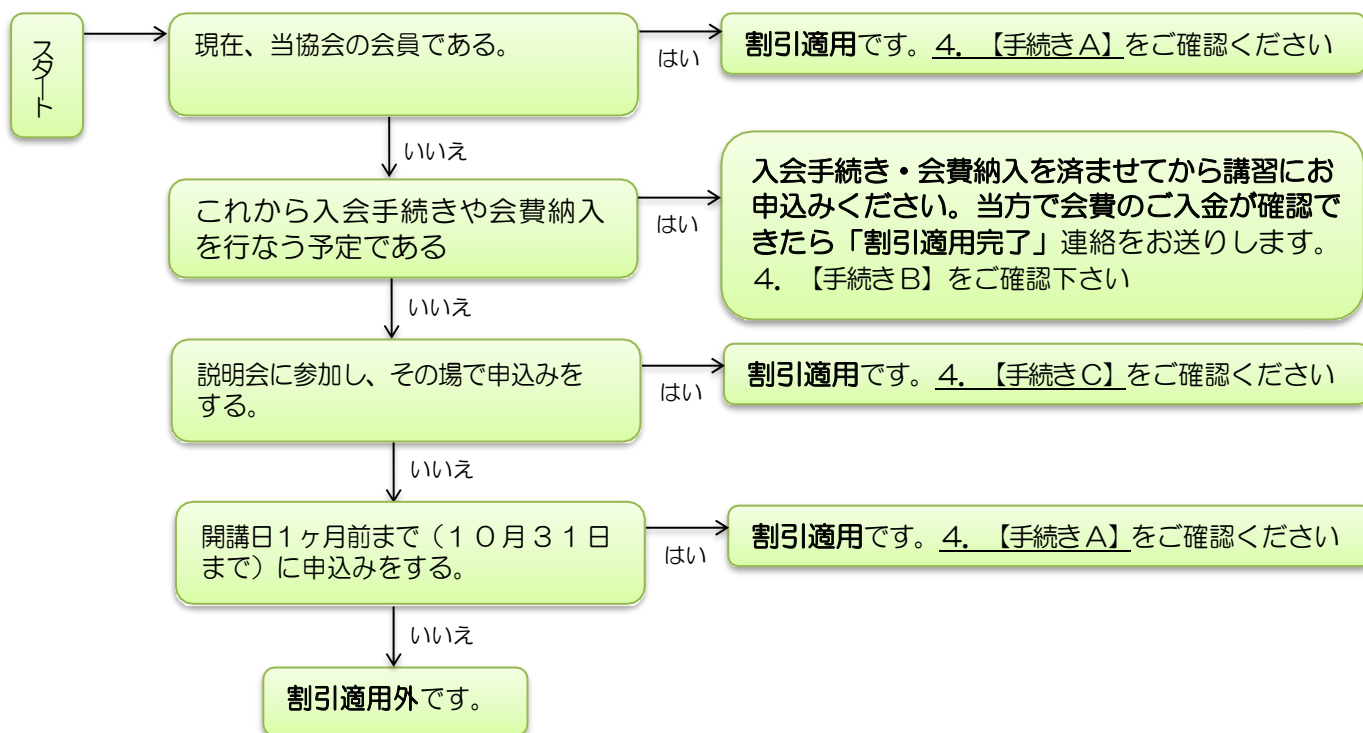 スタート
現在、当協会の会員である。
はい
割引適用です。４．【手続きＡ】をご確認ください
いいえ
これから入会手続きや会費納入
を行なう予定である
はい
入会手続き・会費納入を済ませてから講習にお
申込みください。当方で会費のご入金が確認で
きたら「割引適用完了」連絡をお送りします。
４．【手続きＢ】をご確認下さい
いいえ
説明会に参加し、その場で申込みを
する。
はい
割引適用です。４．【手続きＣ】をご確認ください
いいえ
開講日１ヶ月前まで（１０月３１日
まで）に申込みをする。
はい
割引適用です。４．【手続きＡ】をご確認ください
いいえ
割引適用外です。